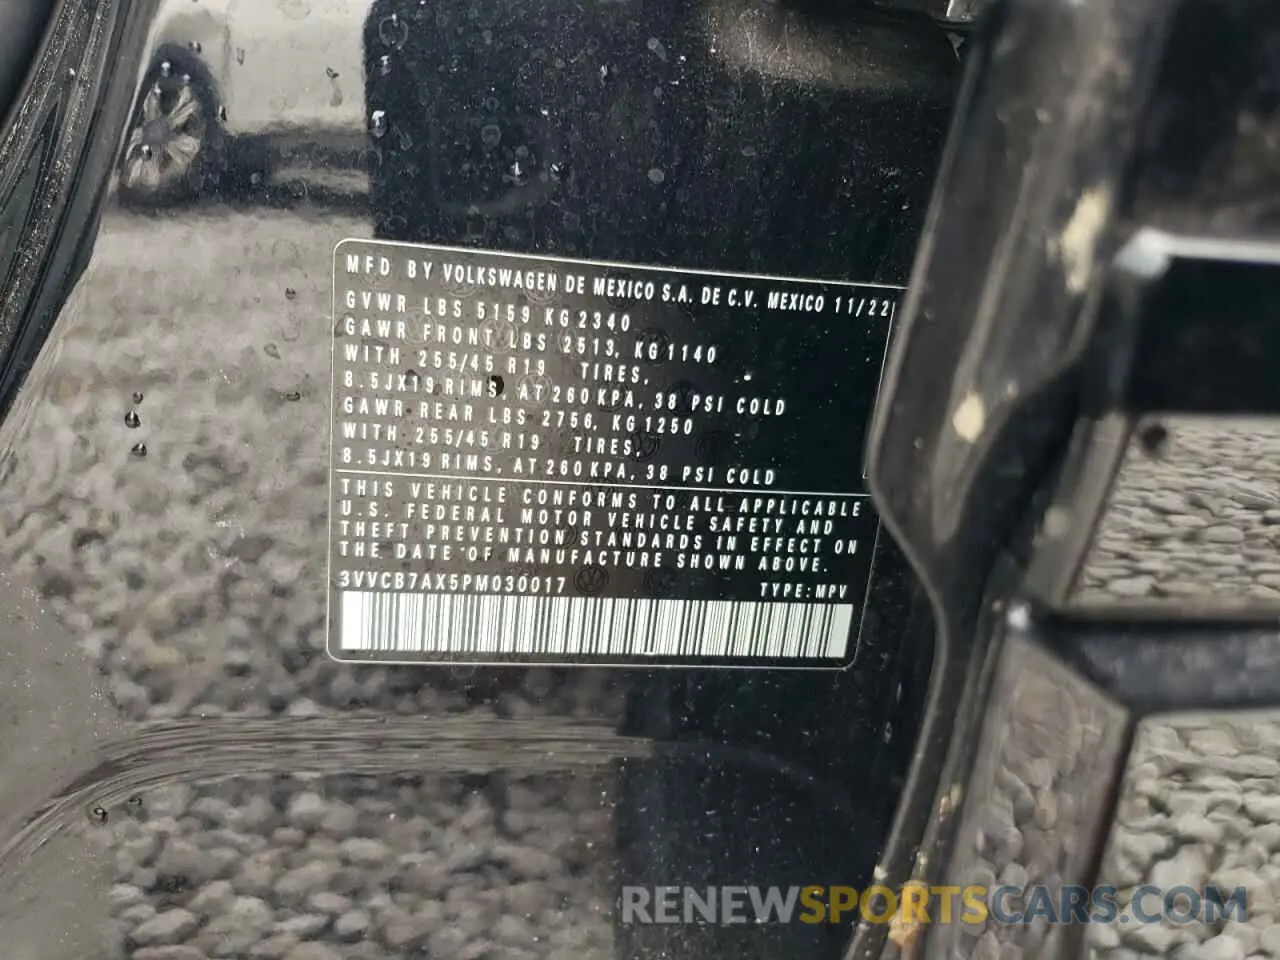 MFD BY VOLKSWAGEN DE MEXICO S.A. DE C.V. MEXICO 11/22
GVWR LBS 5159 KG 2340
GAWR FRONT LBS 2513, KG 1140
WITH 255/45 R19 TIRES,
8.5JX19 RIMS, AT 260 KPA, 38 PSI COLD
GAWR REAR LBS 2756, KG 1250
WITH 255/45 R19 TIRES,
8.5JX19 RIMS, AT 260 KPA, 38 PSI COLD
THIS VEHICLE CONFORMS TO ALL APPLICABLE
U.S. FEDERAL MOTOR VEHICLE SAFETY AND
THEFT PREVENTION STANDARDS IN EFFECT ON
THE DATE OF MANUFACTURE SHOWN ABOVE.
3VVCB7AX5PM030017 TYPE: MPV
RENEWSPORTSCARS.COM